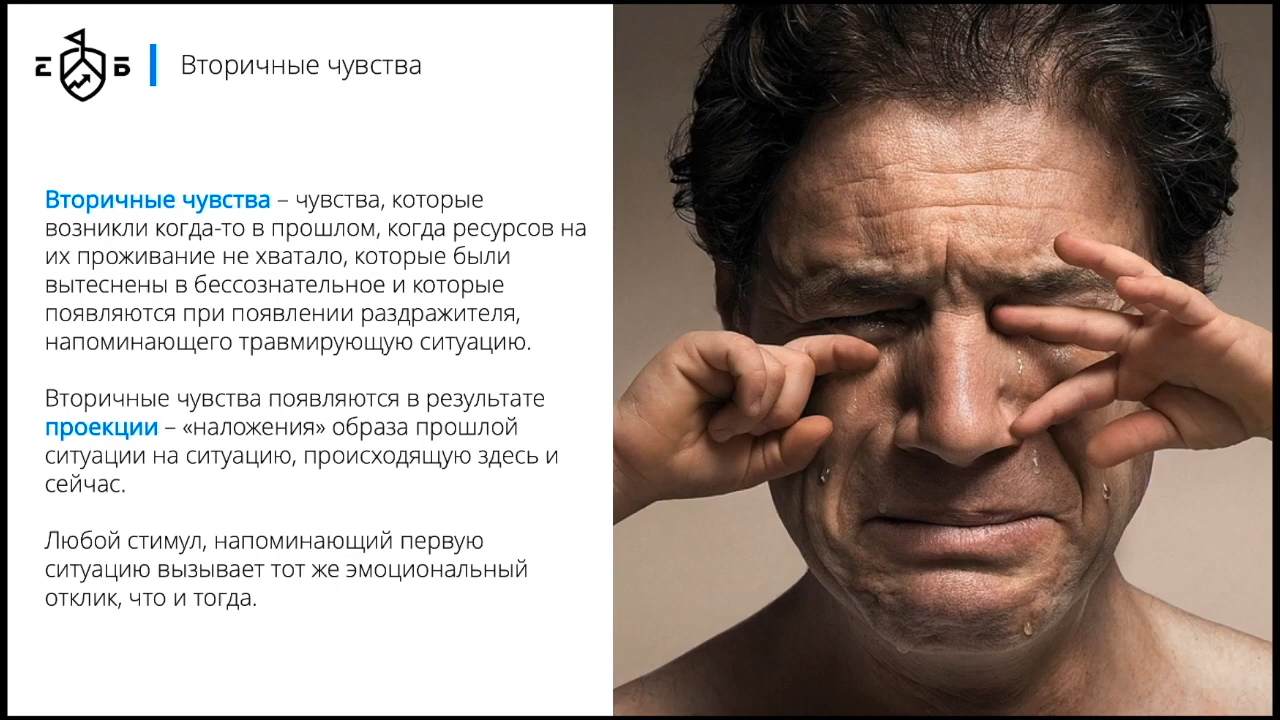 Е Б
Вторичные чувства
Вторичные чувства – чувства, которые
возникли когда-то в прошлом, когда ресурсов на
их проживание не хватало, которые были
вытеснены в бессознательное и которые
появляются при появлении раздражителя,
напоминающего травмирующую ситуацию.
Вторичные чувства появляются в результате
проекции – «наложения» образа прошлой
ситуации на ситуацию, происходящую здесь и
сейчас.
Любой стимул, напоминающий первую
ситуацию вызывает тот же эмоциональный
отклик, что и тогда.